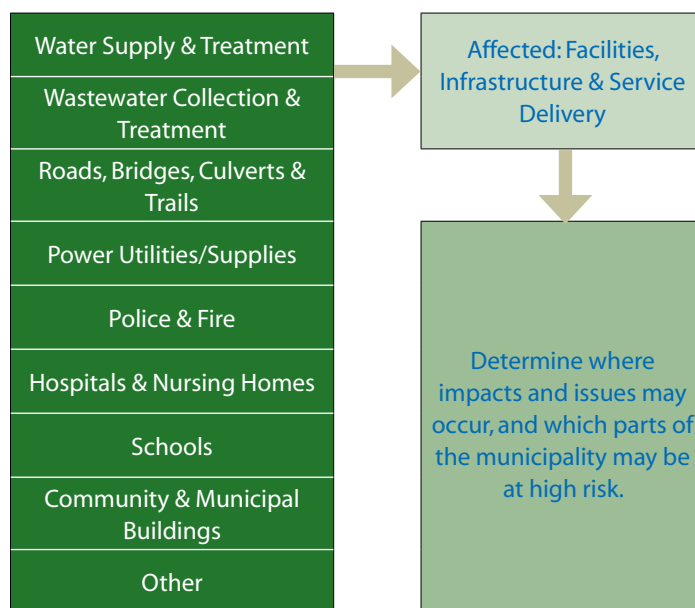 Water Supply & Treatment
Wastewater Collection &
Treatment
Roads, Bridges, Culverts &
Trails
Power Utilities/Supplies
Police & Fire
Hospitals & Nursing Homes
Schools
Community & Municipal
Buildings
Other
Affected: Facilities,
Infrastructure & Service
Delivery
Determine where
impacts and issues may
occur, and which parts of
the municipality may be
at high risk.